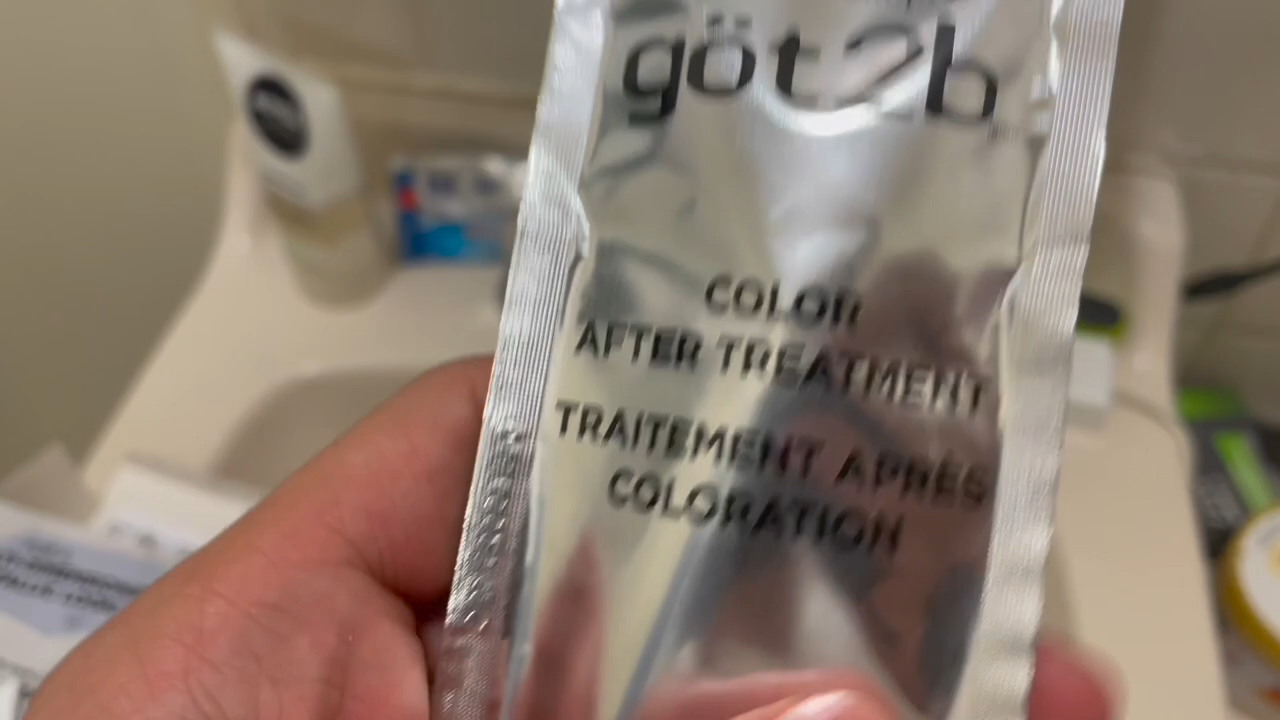 göt2b
COLOR
AFTER TREATMENT
TRAITEMENT APRÈS
COLORATION